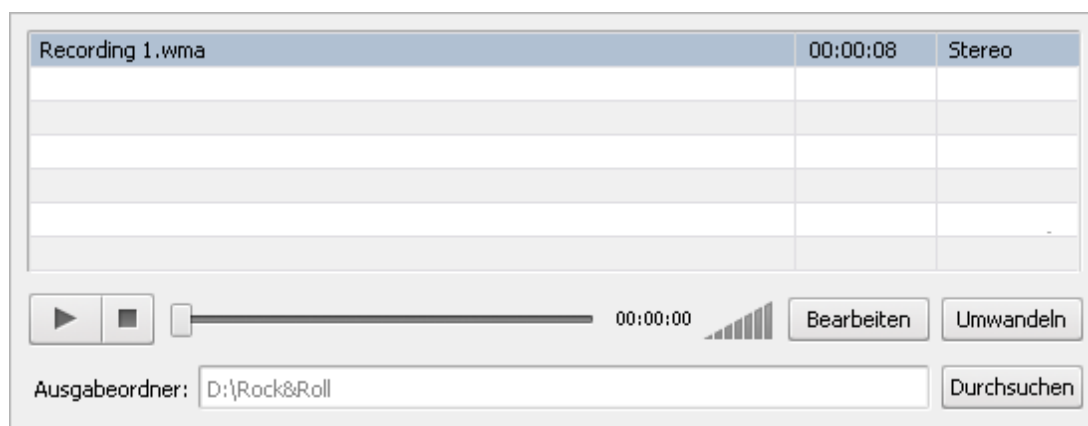 Recording 1.wma 00:00:08 Stereo
00:00:00 Bearbeiten Umwandeln
Ausgabeordner: D:\Rock&Roll Durchsuchen